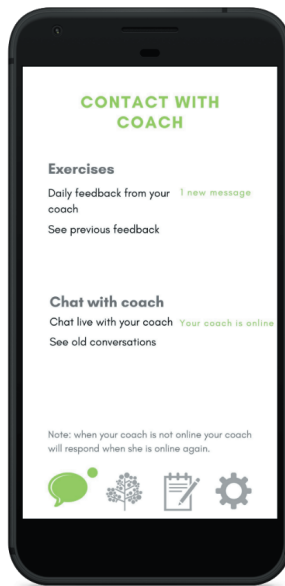 CONTACT WITH
COACH
Exercises
Daily feedback from your 1 new message
coach
See previous feedback
Chat with coach
Chat live with your coach Your coach is online
See old conversations
Note: when your coach is not online your coach
will respond when she is online again.